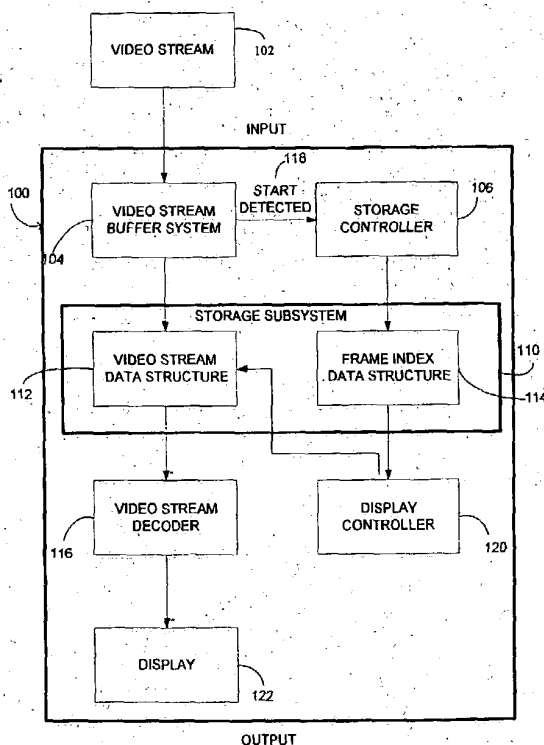 VIDEO STREAM
102
INPUT
118
START
DETECTED
100
VIDEO STREAM
BUFFER SYSTEM
104
STORAGE
CONTROLLER
106
STORAGE SUBSYSTEM
110
VIDEO STREAM
DATA STRUCTURE
112
FRAME INDEX
DATA STRUCTURE
114
VIDEO STREAM
DECODER
116
DISPLAY
CONTROLLER
120
DISPLAY
122
OUTPUT